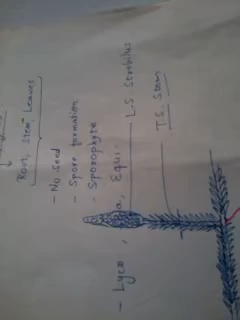 Root, Stem, Leaves
- No seed
- Spore formation
- Sporophyte
- Lyco , Equi.
L.S Strobilus
T.S. Stem